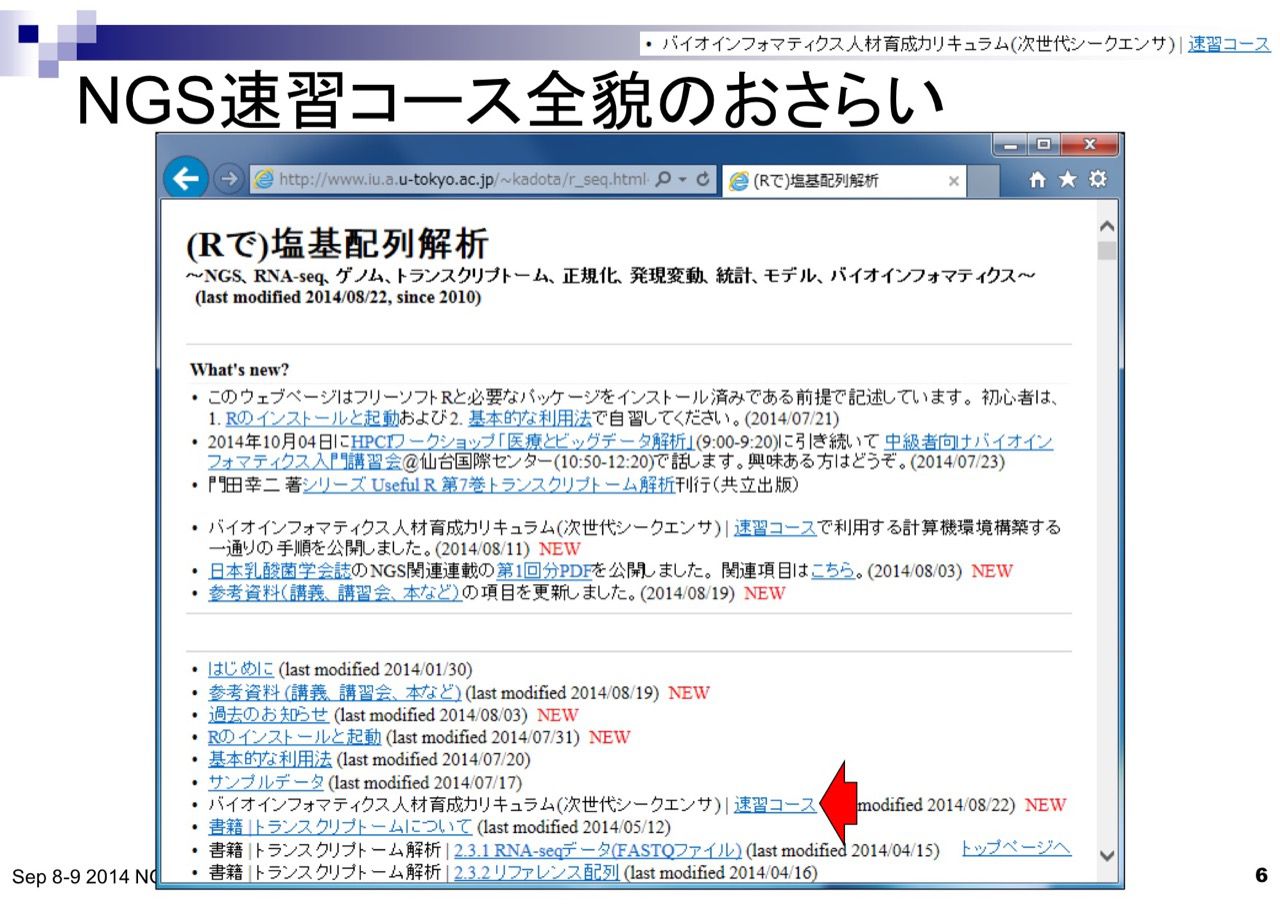 • バイオインフォマティクス人材育成カリキュラム(次世代シークエンサ) | 速習コース
NGS速習コース全貌のおさらい
http://www.iu.a.u-tokyo.ac.jp/~kadota/r_seq.html
(Rで)塩基配列解析
(Rで)塩基配列解析
～NGS、RNA-seq、ゲノム、トランスクリプトーム、正規化、発現変動、統計、モデル、バイオインフォマティクス～
(last modified 2014/08/22, since 2010)
What's new?
• このウェブページはフリーソフトRと必要なパッケージをインストール済みである前提で記述しています。初心者は、
1. Rのインストールと起動および2. 基本的な利用法で自習してください。(2014/07/21)
• 2014年10月04日にHPCIワークショップ「医療とビッグデータ解析」(9:00-9:20)に引き続いて 中級者向けバイオイン
フォマティクス入門講習会@仙台国際センター(10:50-12:20)で話します。興味ある方はどうぞ。(2014/07/23)
• 門田幸二 著シリーズ Useful R 第7巻トランスクリプトーム解析刊行(共立出版)
• バイオインフォマティクス人材育成カリキュラム(次世代シークエンサ) | 速習コースで利用する計算機環境構築する
一通りの手順を公開しました。(2014/08/11) NEW
• 日本乳酸菌学会誌のNGS関連連載の第1回分PDFを公開しました。関連項目はこちら。(2014/08/03) NEW
• 参考資料(講義、講習会、本など)の項目を更新しました。(2014/08/19) NEW
• はじめに (last modified 2014/01/30)
• 参考資料(講義、講習会、本など) (last modified 2014/08/19) NEW
• 過去のお知らせ (last modified 2014/08/03) NEW
• Rのインストールと起動 (last modified 2014/07/31) NEW
• 基本的な利用法 (last modified 2014/07/20)
• サンプルデータ (last modified 2014/07/17)
• バイオインフォマティクス人材育成カリキュラム(次世代シークエンサ) | 速習コース modified 2014/08/22) NEW
• 書籍 | トランスクリプトームについて (last modified 2014/05/12)
• 書籍 | トランスクリプトーム解析 | 2.3.1 RNA-seqデータ(FASTQファイル) (last modified 2014/04/15) トップページへ
• 書籍 | トランスクリプトーム解析 | 2.3.2 リファレンス配列 (last modified 2014/04/16)
Sep 8-9 2014
6